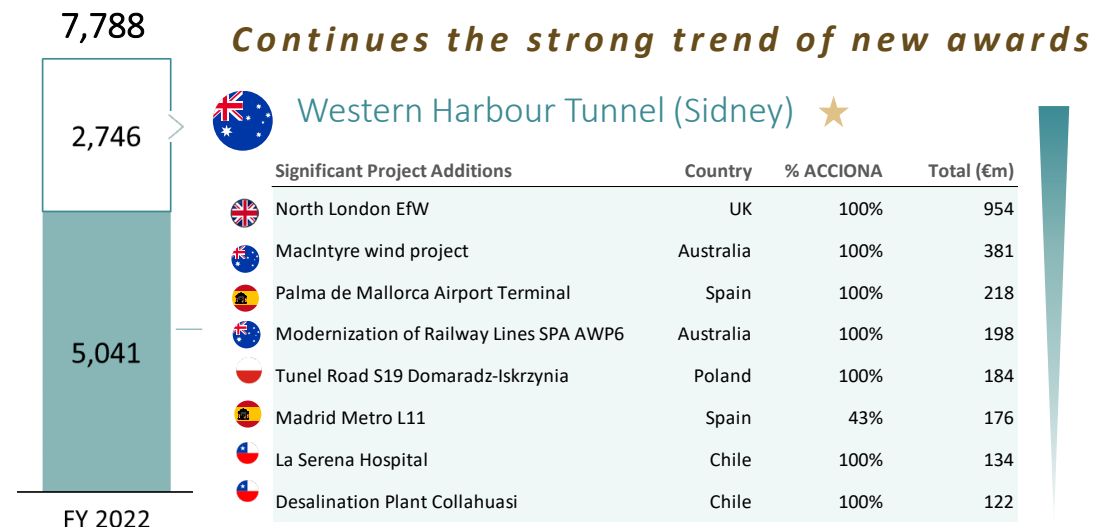 7,788
Continues the strong trend of new awards
2,746
Western Harbour Tunnel (Sidney)
Significant Project Additions Country % ACCIONA Total (€m)
North London EfW UK 100% 954
MacIntyre wind project Australia 100% 381
Palma de Mallorca Airport Terminal Spain 100% 218
Modernization of Railway Lines SPA AWP6 Australia 100% 198
5,041
Tunel Road S19 Domaradz-Iskrzynia Poland 100% 184
Madrid Metro L11 Spain 43% 176
La Serena Hospital Chile 100% 134
Desalination Plant Collahuasi Chile 100% 122
FY 2022